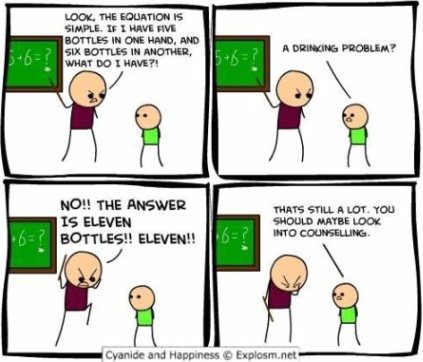 LOOK, THE EQUATION IS
SIMPLE. IF I HAVE FIVE
BOTTLES IN ONE HAND, AND
SIX BOTTLES IN ANOTHER,
WHAT DO I HAVE?!
5+6=?
A DRINKING PROBLEM?
5+6=?
NO!! THE ANSWER
IS ELEVEN
BOTTLES!! ELEVEN!!
+6=?
THATS STILL A LOT. YOU
SHOULD MAYBE LOOK
INTO COUNSELLING.
+6=?
Cyanide and Happiness © Explosm.net